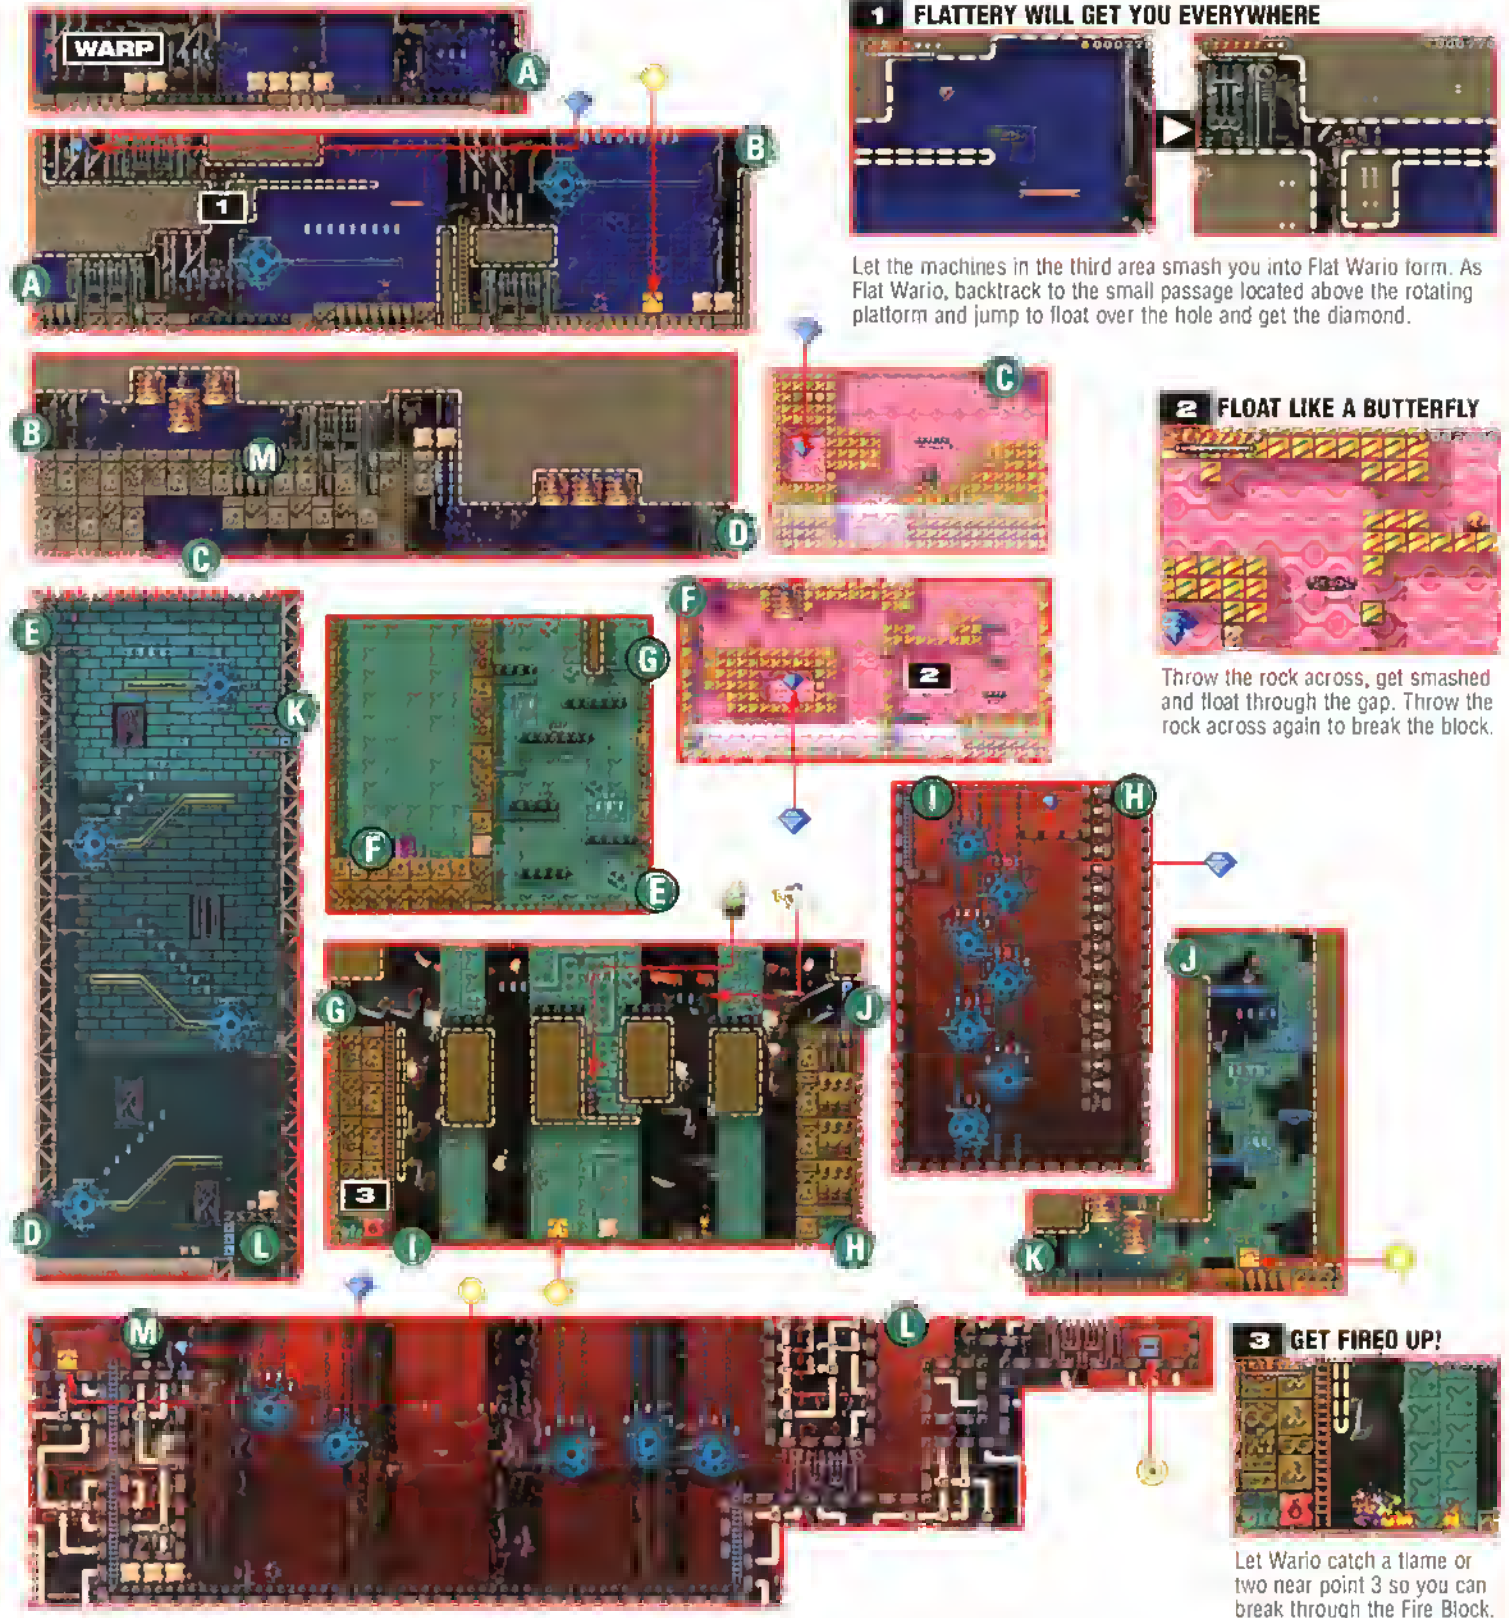 WARP
A
B
1
A
B
M
C
D
1 FLATTERY WILL GET YOU EVERYWHERE
Let the machines in the third area smash you into Flat Wario form. As
Flat Wario, backtrack to the small passage located above the rotating
platform and jump to float over the hole and get the diamond.
C
2 FLOAT LIKE A BUTTERFLY
Throw the rock across, get smashed
and float through the gap. Throw the
rock across again to break the block.
E
K
D
L
G
F
E
F
2
I
H
G
J
3
I
H
J
K
M
L
3 GET FIRED UP!
Let Wario catch a flame or
two near point 3 so you can
break through the Fire Block.